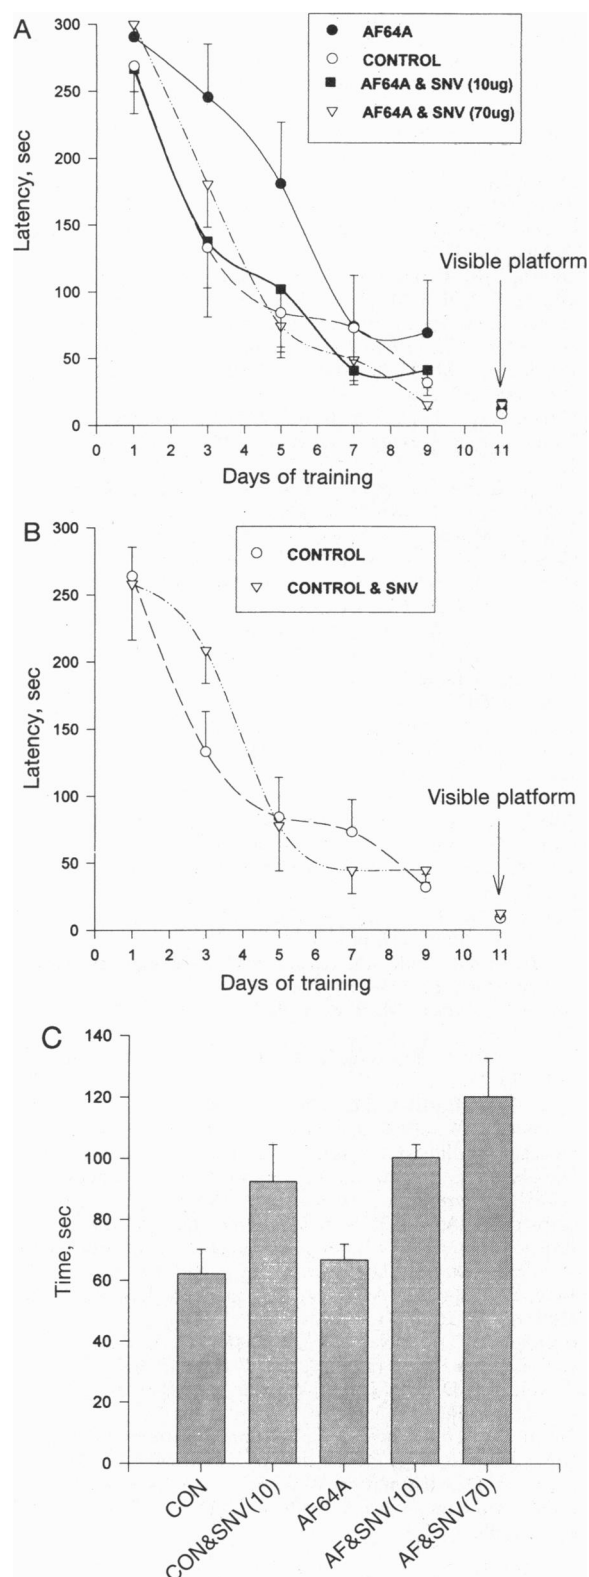 A
AF64A
CONTROL
AF64A & SNV (10ug)
AF64A & SNV (70ug)
Latency, sec
300
250
200
150
100
50
0
Visible platform
0 1 2 3 4 5 6 7 8 9 10 11
Days of training
B
CONTROL
CONTROL & SNV
Latency, sec
300
250
200
150
100
50
0
Visible platform
0 1 2 3 4 5 6 7 8 9 10 11
Days of training
C
Time, sec
140
120
100
80
60
40
20
0
CON
CON&SNV(10)
AF64A
AF&SNV(10)
AF&SNV(70)